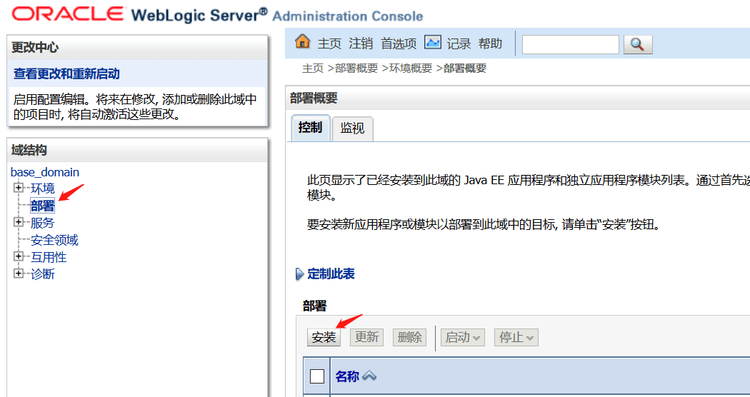 ORACLE WebLogic Server® Administration Console
更改中心
查看更改和重新启动
启用配置编辑。将来在修改, 添加或删除此域中
的项目时, 将自动激活这些更改。
域结构
base_domain
环境
部署
服务
安全领域
互用性
诊断
主页 注销 首选项 记录 帮助
主页 >部署概要 >环境概要 >部署概要
部署概要
控制 监视
此页显示了已经安装到此域的 Java EE 应用程序和独立应用程序模块列表。通过首先选
模块。
要安装新应用程序或模块以部署到此域中的目标, 请单击“安装”按钮。
定制此表
部署
安装 更新 删除 启动 停止
名称